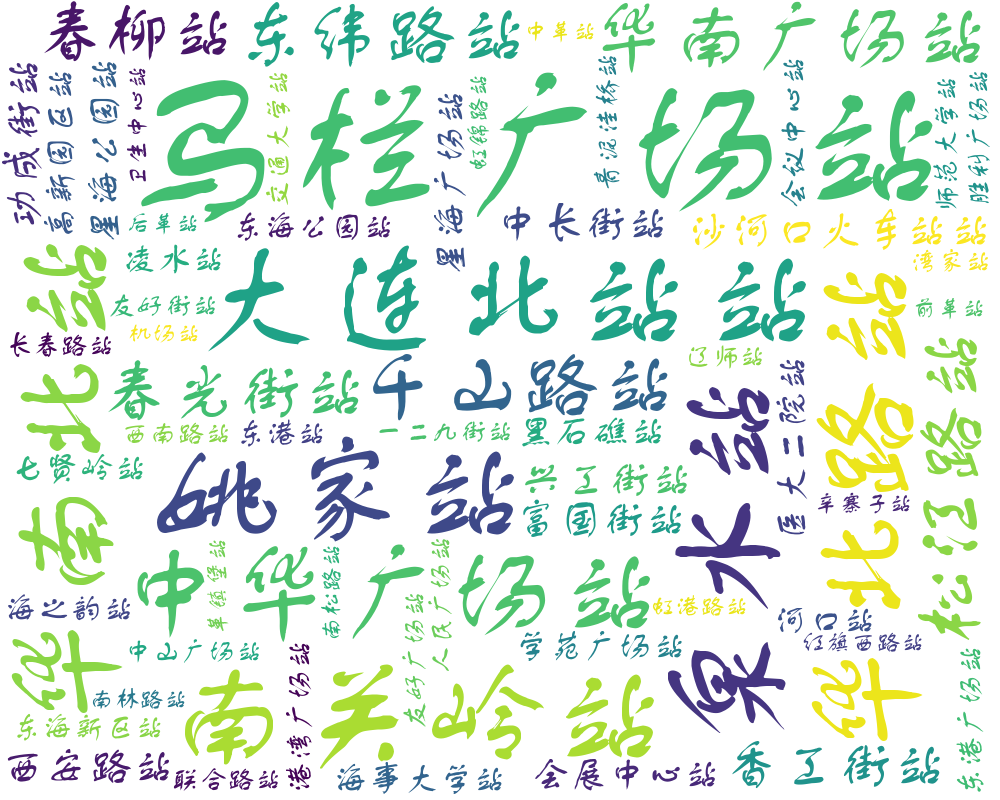 春柳站
东纬路站
中革站
华南广场站
功成街站
高新园区站
星海公园站
卫生中心站
马栏广场站
交通大学站
星海广场站
虹锦路站
青泥洼桥站
会议中心站
师范大学站
胜利广场站
后革站
东海公园站
中长街站
沙河口火车站站
凌水站
湾家站
友好街站
大连北站站
前革站
机场站
长春路站
华南北站
辽师站
春光街站
千山路站
西南路站
东港站
一二九街站
黑石礁站
泉水站
医大二院站
华北路站
松江路站
七贤岭站
姚家站
兴工街站
富国街站
辛寨子站
中华广场站
革镇堡站
南松路站
友好广场站
人民广场站
海之韵站
虹港路站
河口站
中山广场站
学苑广场站
红旗西路站
南林路站
南关岭站
港湾广场站
东港广场站
东海新区站
西安路站
联合路站
海事大学站
会展中心站
香工街站